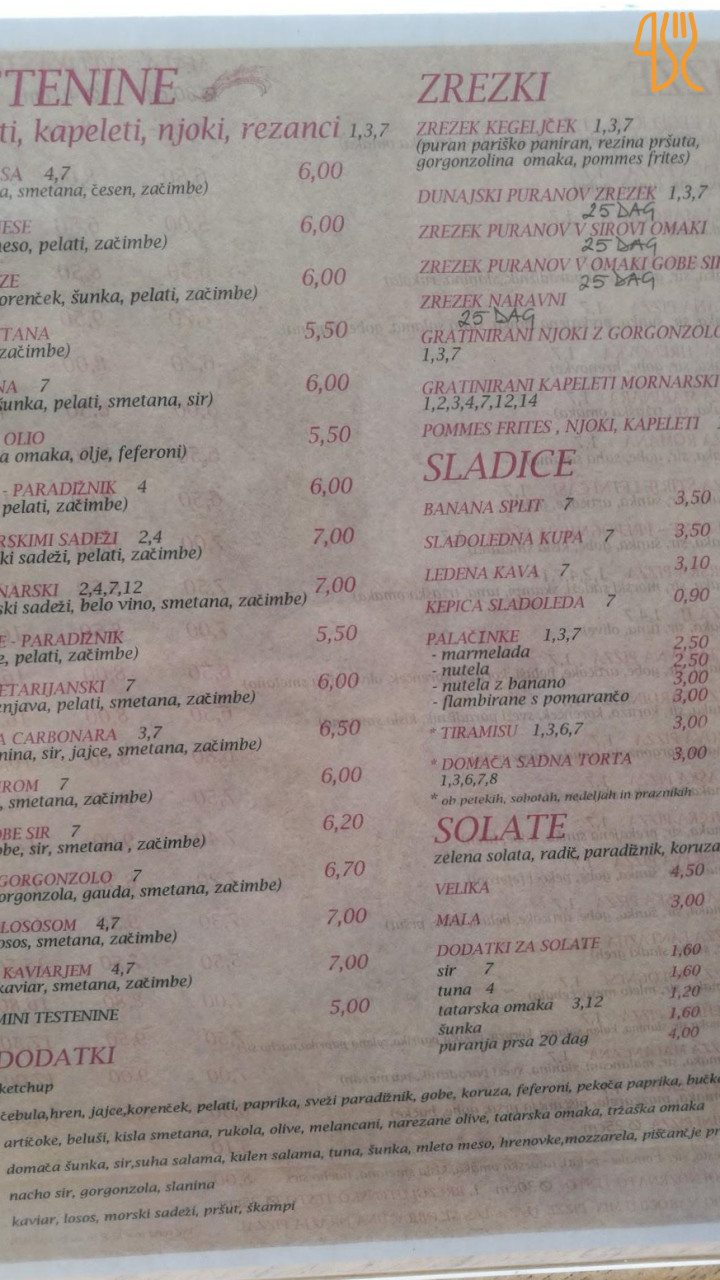 TENINE
ti, kapeleti, njoki, rezanci 1,3,7
SA 4,7 6,00
a, smetana, česen, začimbe)
ESE 6,00
eso, pelati, začimbe)
ZE 6,00
orenček, šunka, pelati, začimbe)
TANA 5,50
začimbe)
NA 7 6,00
šunka, pelati, smetana, sir)
OLIO 5,50
a omaka, olje, feferoni)
- PARADIŽNIK 4 6,00
pelati, začimbe)
RSKIMI SADEŽI 2,4 7,00
ki sadeži, pelati, začimbe)
NARSKI 2,4,7,12 7,00
ski sadeži, belo vino, smetana, začimbe)
E - PARADIŽNIK 5,50
e, pelati, začimbe)
ETARIJANSKI 7 6,00
enjava, pelati, smetana, začimbe)
A CARBONARA 3,7 6,50
nina, sir, jajce, smetana, začimbe)
ROM 7 6,00
, smetana, začimbe)
OBE SIR 7 6,20
obe, sir, smetana , začimbe)
GORGONZOLO 7 6,70
orgonzola, gauda, smetana, začimbe)
LOSOSOM 4,7 7,00
osos, smetana, začimbe)
KAVIARJEM 4,7 7,00
kaviar, smetana, začimbe)
MINI TESTENINE 5,00
DODATKI
ketchup
čebula,hren, jajce,korenček, pelati, paprika, sveži paradižnik, gobe, koruza, feferoni, pekoča paprika, bučk
artičoke, beluši, kisla smetana, rukola, olive, melancani, narezane olive, tatarska omaka, tržaška omaka
domača šunka, sir,suha salama, kulen salama, tuna, šunka, mleto meso, hrenovke,mozzarela, piščančje pr
nacho sir, gorgonzola, slanina
kaviar, losos, morski sadeži, pršut, škampi
ZREZKI
ZREZEK KEGELJČEK 1,3,7
(puran pariško paniran, rezina pršuta,
gorgonzolina omaka, pommes frites)
DUNAJSKI PURANOV ZREZEK 1,3,7
25 DAG
ZREZEK PURANOV V SIROVI OMAKI
25 DAG
ZREZEK PURANOV V OMAKI GOBE SI
25 DAG
ZREZEK NARAVNI
25 DAG
GRATINIRANI NJOKI Z GORGONZOLO
1,3,7
GRATINIRANI KAPELETI MORNARSKI
1,2,3,4,7,12,14
POMMES FRITES , NJOKI, KAPELETI
SLADICE
BANANA SPLIT 7 3,50
SLADOLEDNA KUPA 7 3,50
LEDENA KAVA 7 3,10
KEPICA SLADOLEDA 7 0,90
PALAČINKE 1,3,7
- marmelada 2,50
- nutela 2,50
- nutela z banano 3,00
- flambirane s pomarančo 3,00
* TIRAMISU 1,3,6,7 3,00
* DOMAČA SADNA TORTA 3,00
1,3,6,7,8
* ob petekih, sobotah, nedeljah in praznikih
SOLATE
zelena solata, radič, paradižnik, koruza
VELIKA 4,50
MALA 3,00
DODATKI ZA SOLATE
sir 7 1,60
tuna 4 1,60
tatarska omaka 3,12 1,20
šunka 1,60
puranja prsa 20 dag 4,00